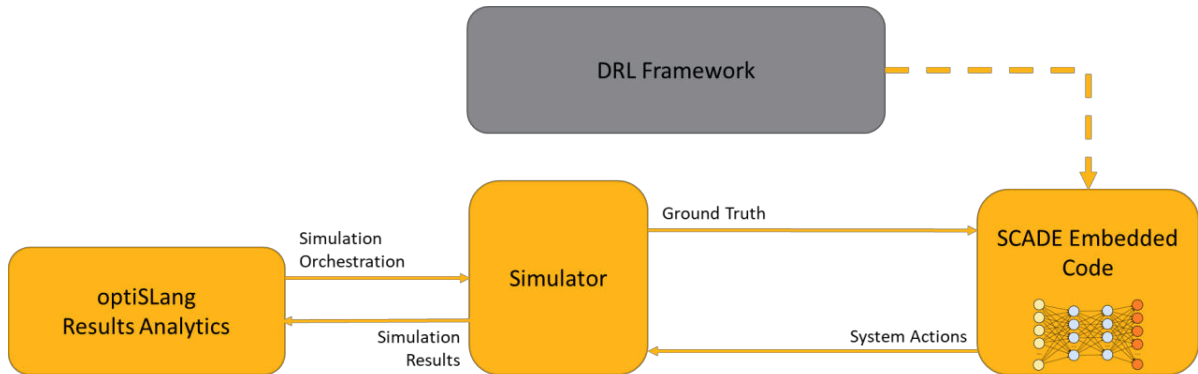 DRL Framework
Ground Truth
SCADE Embedded
Code
Simulation
Orchestration
Simulator
optiSLang
Results Analytics
Simulation
Results
System Actions